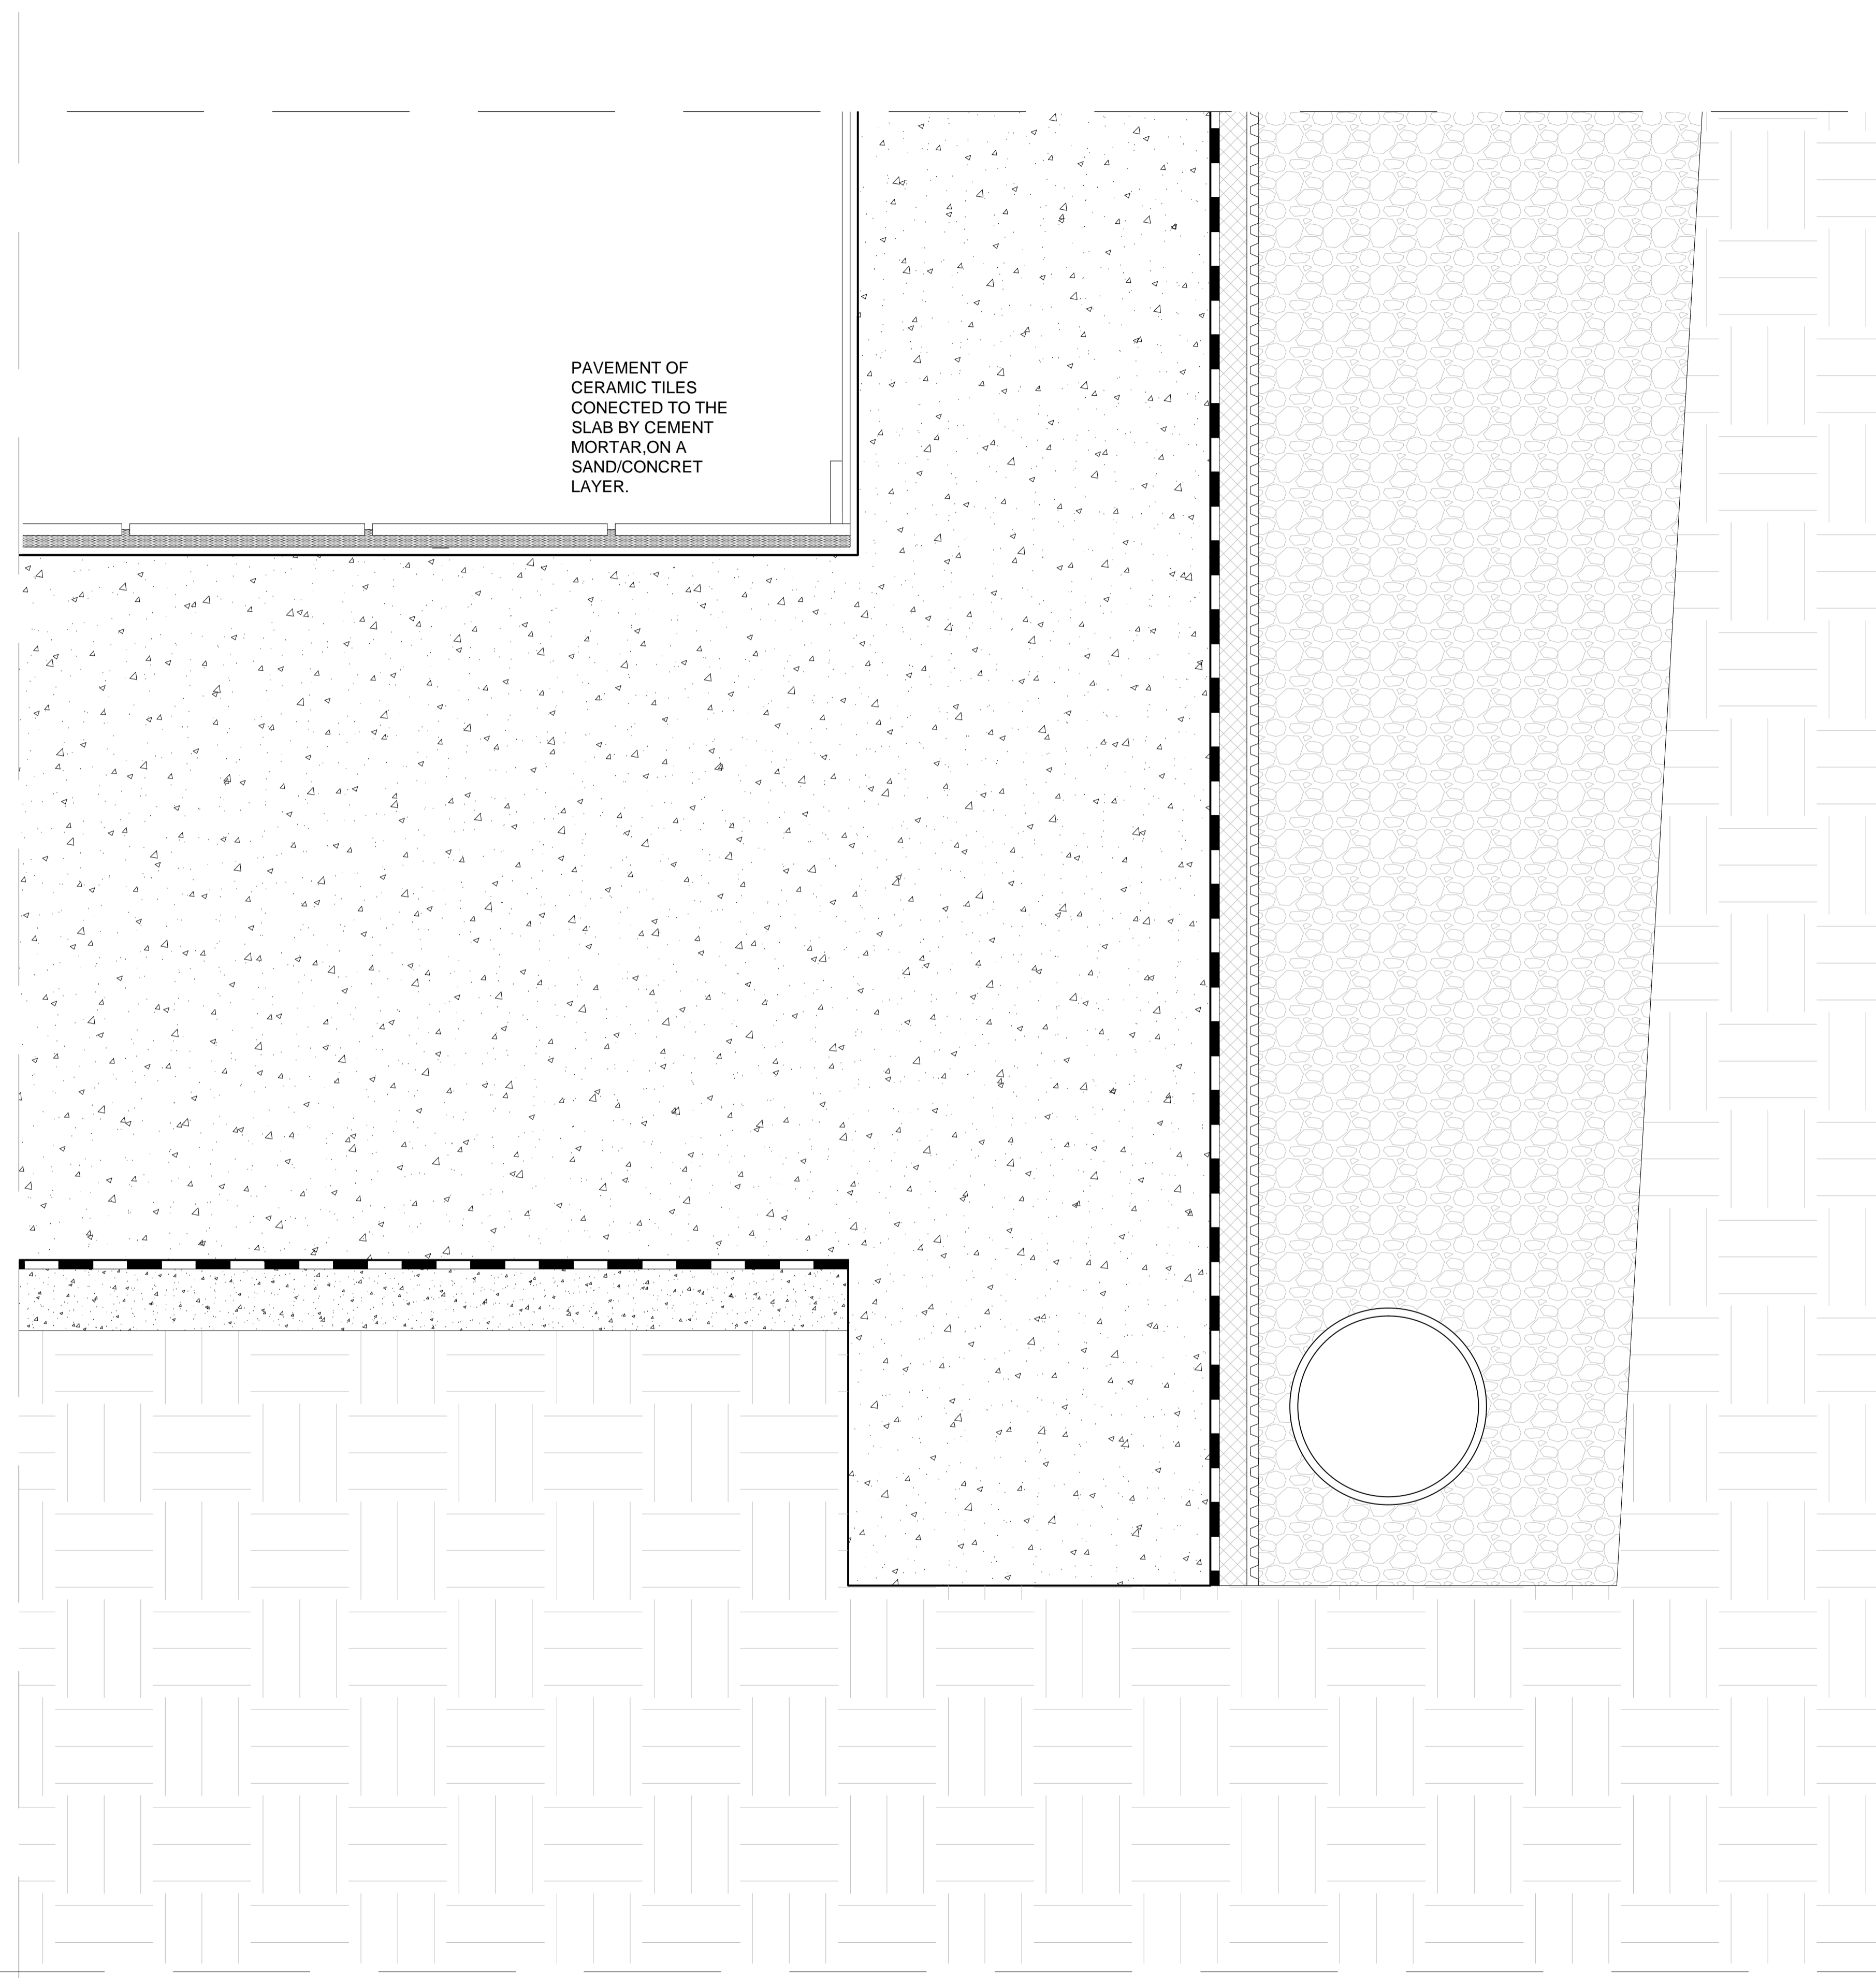 PAVEMENT OF
CERAMIC TILES
CONECTED TO THE
SLAB BY CEMENT
MORTAR,ON A
SAND/CONCRET
LAYER.